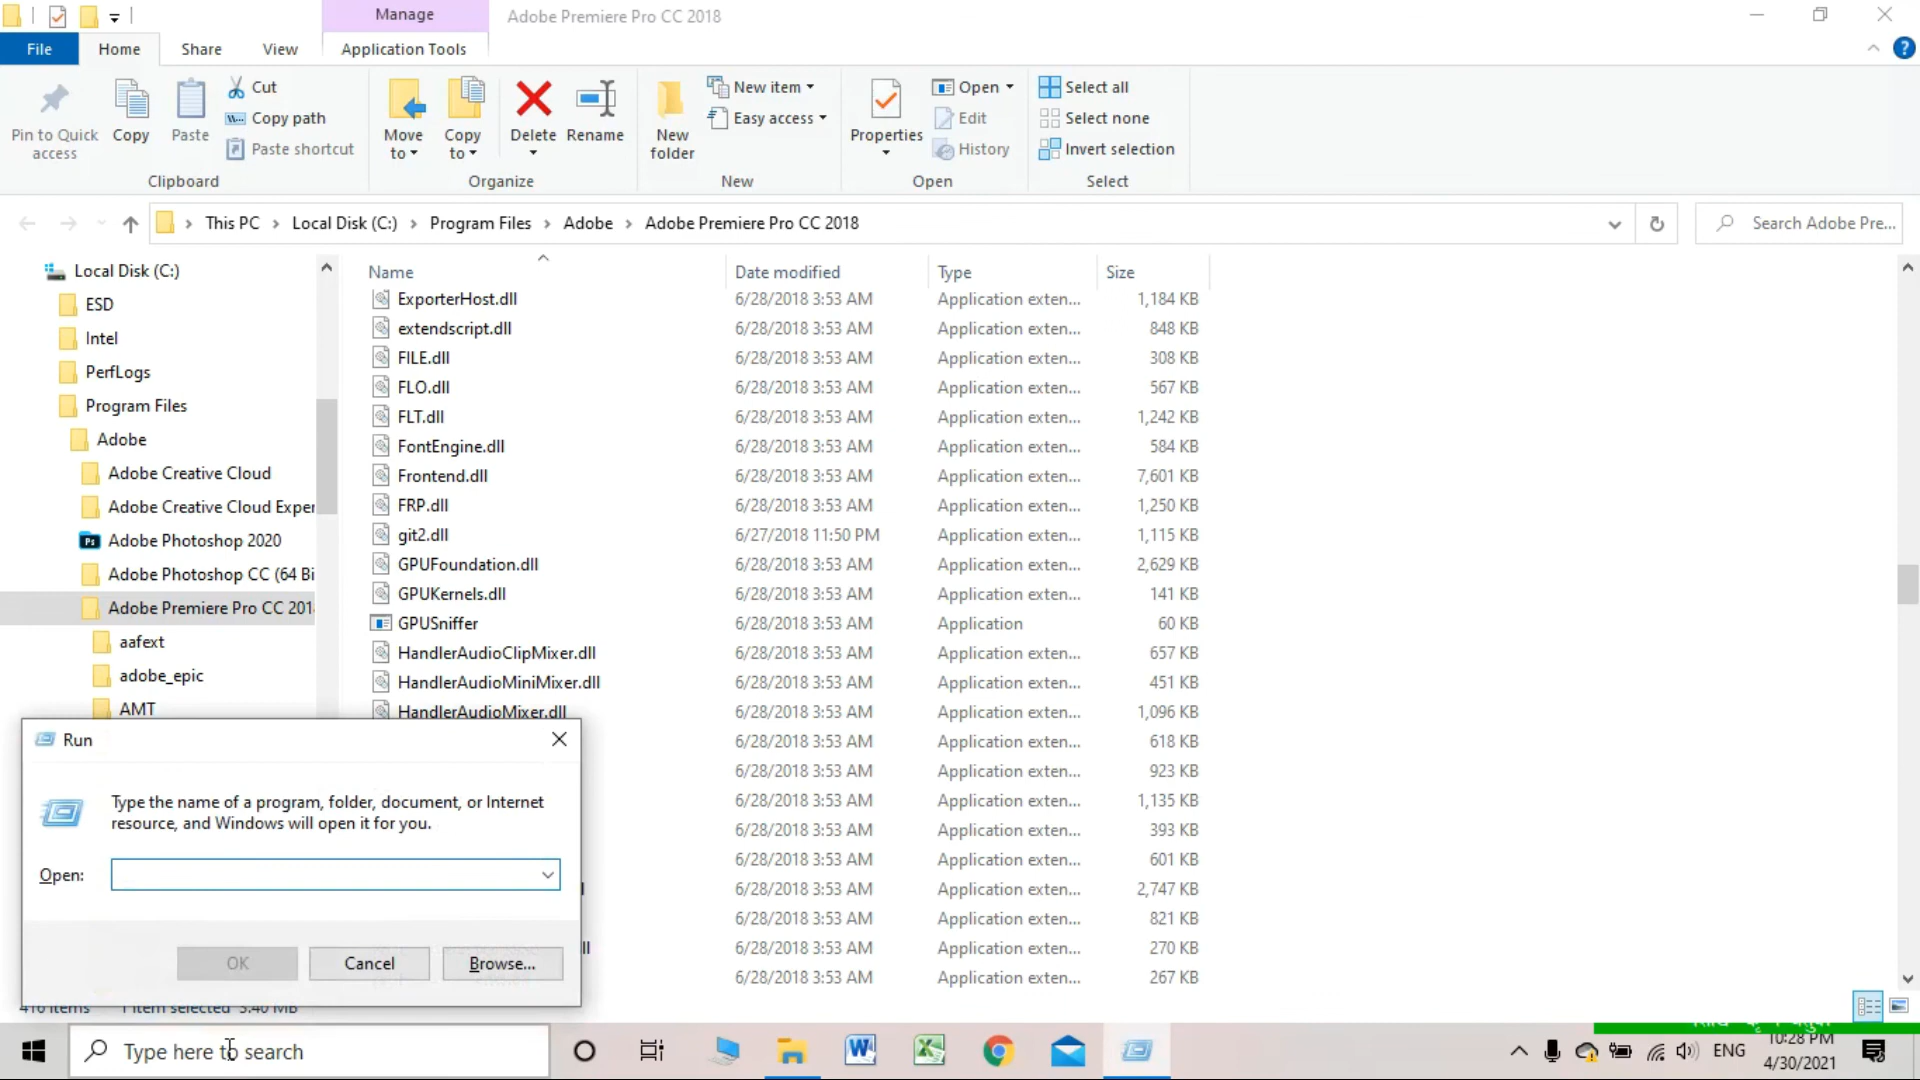 Manage
Adobe Premiere Pro CC 2018
File
Home
Share
View
Application Tools
Pin to Quick access
Copy
Paste
Cut
Copy path
Paste shortcut
Move to
Copy to
Delete
Rename
New folder
New item
Easy access
Properties
Open
Edit
History
Select all
Select none
Invert selection
Clipboard
Organize
New
Open
Select
This PC > Local Disk (C:) > Program Files > Adobe > Adobe Premiere Pro CC 2018
Search Adobe Pre...
Local Disk (C:)
ESD
Intel
PerfLogs
Program Files
Adobe
Adobe Creative Cloud
Adobe Creative Cloud Exper
Adobe Photoshop 2020
Adobe Photoshop CC (64 Bi
Adobe Premiere Pro CC 201
aafext
adobe_epic
AMT
Name Date modified Type Size
ExporterHost.dll 6/28/2018 3:53 AM Application exten... 1,184 KB
extendscript.dll 6/28/2018 3:53 AM Application exten... 848 KB
FILE.dll 6/28/2018 3:53 AM Application exten... 308 KB
FLO.dll 6/28/2018 3:53 AM Application exten... 567 KB
FLT.dll 6/28/2018 3:53 AM Application exten... 1,242 KB
FontEngine.dll 6/28/2018 3:53 AM Application exten... 584 KB
Frontend.dll 6/28/2018 3:53 AM Application exten... 7,601 KB
FRP.dll 6/28/2018 3:53 AM Application exten... 1,250 KB
git2.dll 6/27/2018 11:50 PM Application exten... 1,115 KB
GPUFoundation.dll 6/28/2018 3:53 AM Application exten... 2,629 KB
GPUKernels.dll 6/28/2018 3:53 AM Application exten... 141 KB
GPUSniffer 6/28/2018 3:53 AM Application 60 KB
HandlerAudioClipMixer.dll 6/28/2018 3:53 AM Application exten... 657 KB
HandlerAudioMiniMixer.dll 6/28/2018 3:53 AM Application exten... 451 KB
HandlerAudioMixer.dll 6/28/2018 3:53 AM Application exten... 1,096 KB
6/28/2018 3:53 AM Application exten... 618 KB
6/28/2018 3:53 AM Application exten... 923 KB
6/28/2018 3:53 AM Application exten... 1,135 KB
6/28/2018 3:53 AM Application exten... 393 KB
6/28/2018 3:53 AM Application exten... 601 KB
6/28/2018 3:53 AM Application exten... 2,747 KB
6/28/2018 3:53 AM Application exten... 821 KB
6/28/2018 3:53 AM Application exten... 270 KB
6/28/2018 3:53 AM Application exten... 267 KB
Run
Type the name of a program, folder, document, or Internet
resource, and Windows will open it for you.
Open:
OK
Cancel
Browse...
416 items 1 item selected 3.40 MB
Type here to search
ENG
10:28 PM
4/30/2021